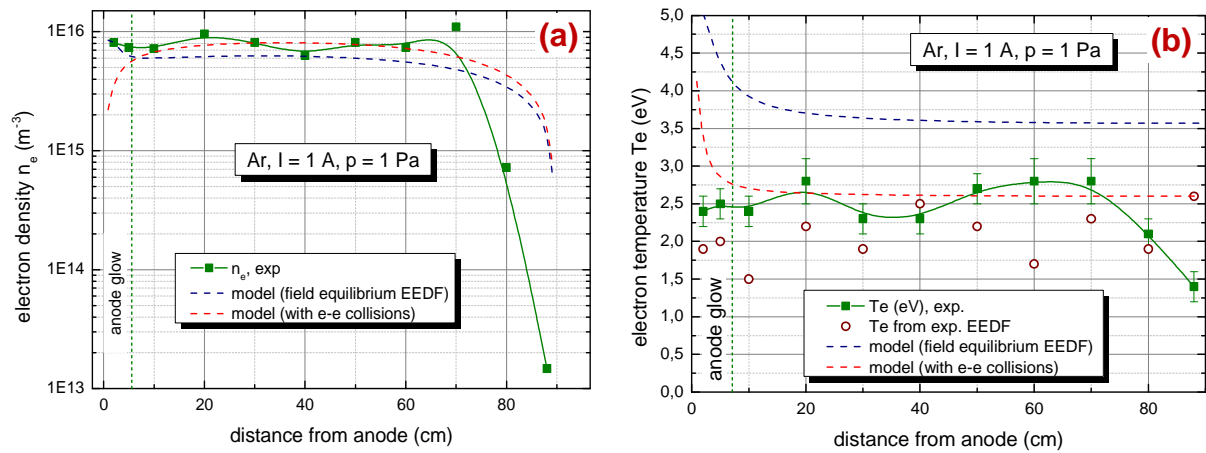 (a)
1E16
1E15
1E14
1E13
electron density nₑ (m⁻³)
Ar, I = 1 A, p = 1 Pa
anode glow
nₑ, exp
model (field equilibrium EEDF)
model (with e-e collisions)
0 20 40 60 80
distance from anode (cm)
(b)
5,0
4,5
4,0
3,5
3,0
2,5
2,0
1,5
1,0
0,5
0,0
electron temperature Te (eV)
Ar, I = 1 A, p = 1 Pa
anode glow
Te (eV), exp.
Te from exp. EEDF
model (field equilibrium EEDF)
model (with e-e collisions)
0 20 40 60 80
distance from anode (cm)